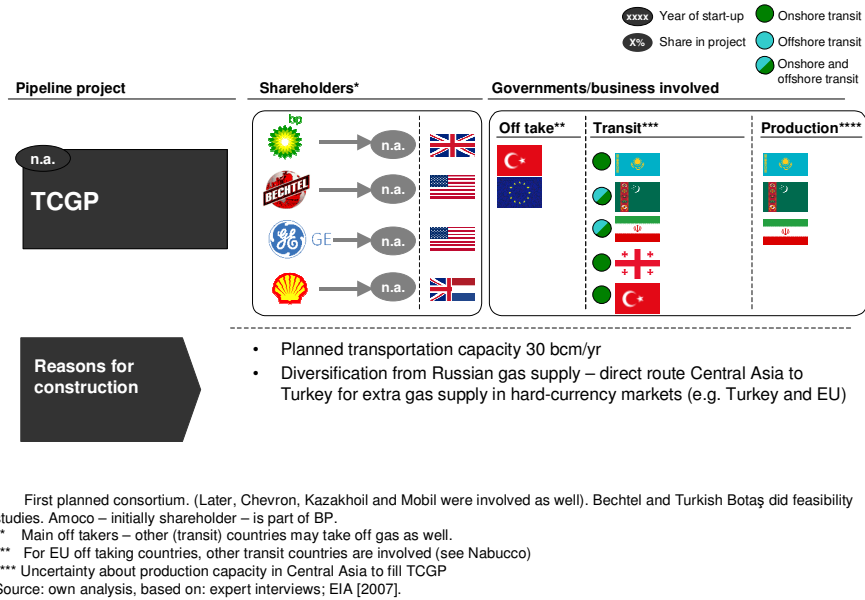 xxxx Year of start-up Onshore transit
X% Share in project Offshore transit
Onshore and
offshore transit
Pipeline project Shareholders* Governments/business involved
n.a.
TCGP
bp
n.a.
BECHTEL
n.a.
GE GE
n.a.
n.a.
Off take** Transit*** Production****
Reasons for
construction
• Planned transportation capacity 30 bcm/yr
• Diversification from Russian gas supply – direct route Central Asia to
Turkey for extra gas supply in hard-currency markets (e.g. Turkey and EU)
First planned consortium. (Later, Chevron, Kazakhoil and Mobil were involved as well). Bechtel and Turkish Botaş did feasibility
studies. Amoco – initially shareholder – is part of BP.
* Main off takers – other (transit) countries may take off gas as well.
** For EU off taking countries, other transit countries are involved (see Nabucco)
*** Uncertainty about production capacity in Central Asia to fill TCGP
Source: own analysis, based on: expert interviews; EIA [2007].